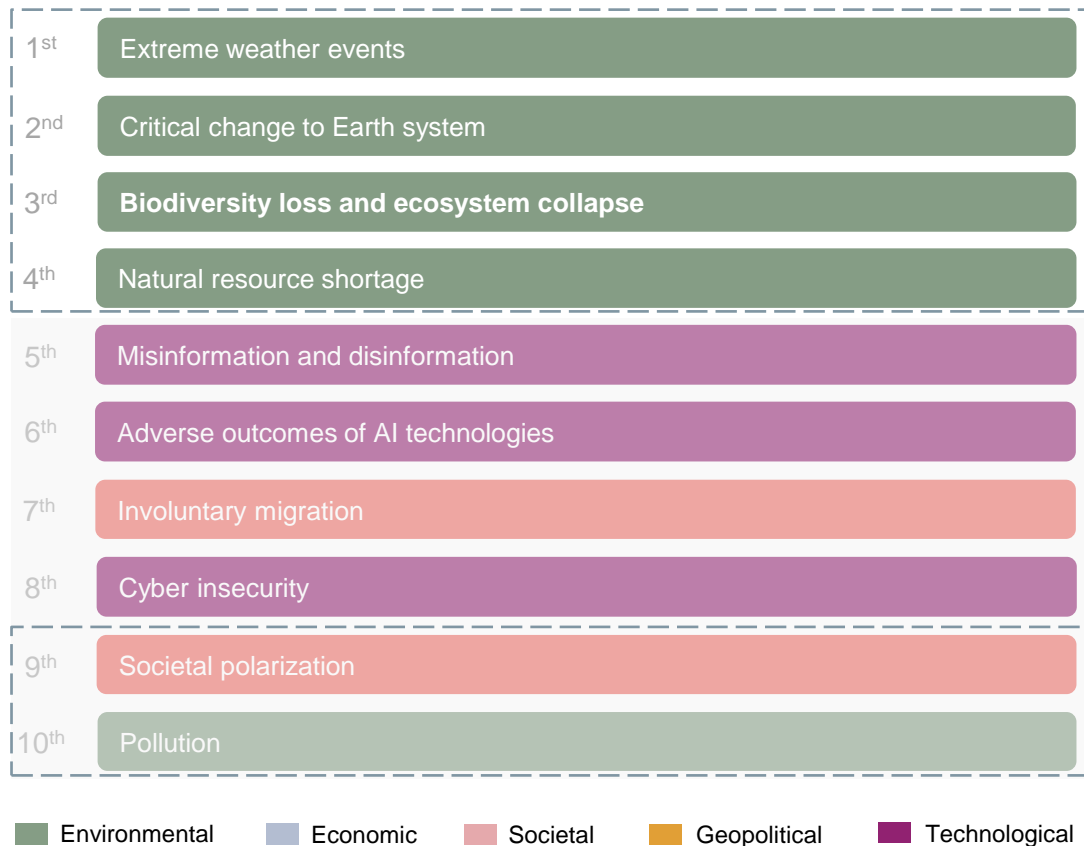 1st Extreme weather events
2nd Critical change to Earth system
3rd Biodiversity loss and ecosystem collapse
4th Natural resource shortage
5th Misinformation and disinformation
6th Adverse outcomes of AI technologies
7th Involuntary migration
8th Cyber insecurity
9th Societal polarization
10th Pollution
Environmental Economic Societal Geopolitical Technological